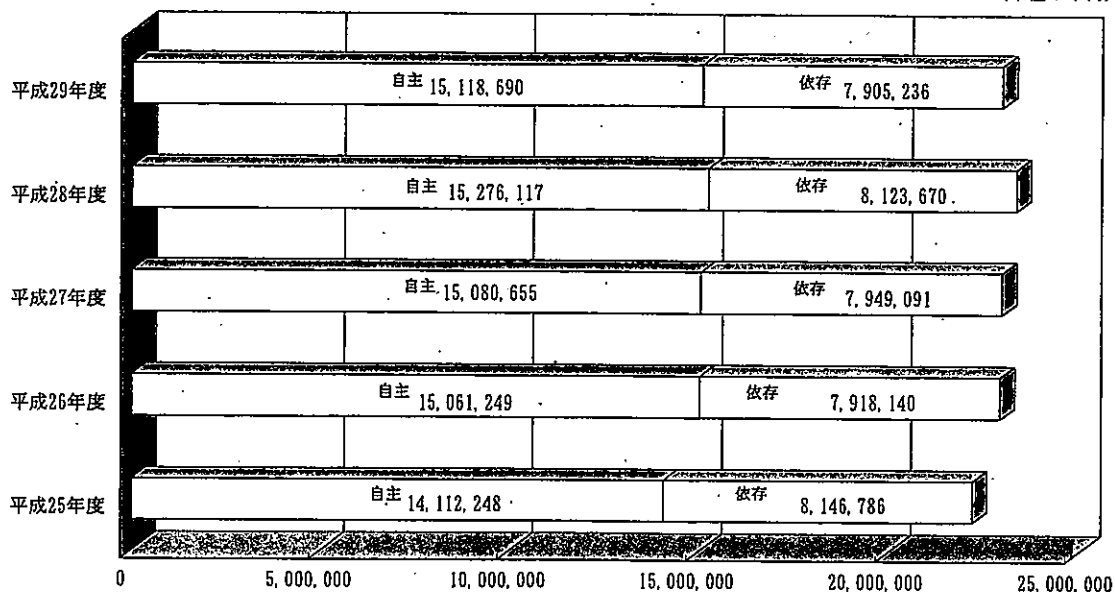 平成29年度 自主 15,118,690 依存 7,905,236
平成28年度 自主 15,276,117 依存 8,123,670
平成27年度 自主 15,080,655 依存 7,949,091
平成26年度 自主 15,061,249 依存 7,918,140
平成25年度 自主 14,112,248 依存 8,146,786
0 5,000,000 10,000,000 15,000,000 20,000,000 25,000,000